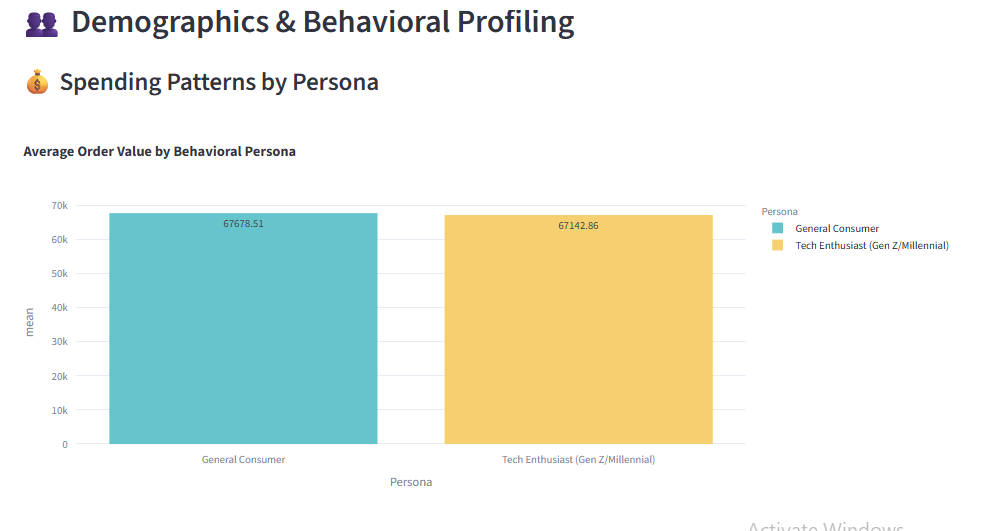 Demographics & Behavioral Profiling
Spending Patterns by Persona
Average Order Value by Behavioral Persona
70k
60k
50k
40k
30k
20k
10k
0
mean
67678.51
67142.86
General Consumer
Tech Enthusiast (Gen Z/Millennial)
Persona
Persona
General Consumer
Tech Enthusiast (Gen Z/Millennial)
Activate Windows